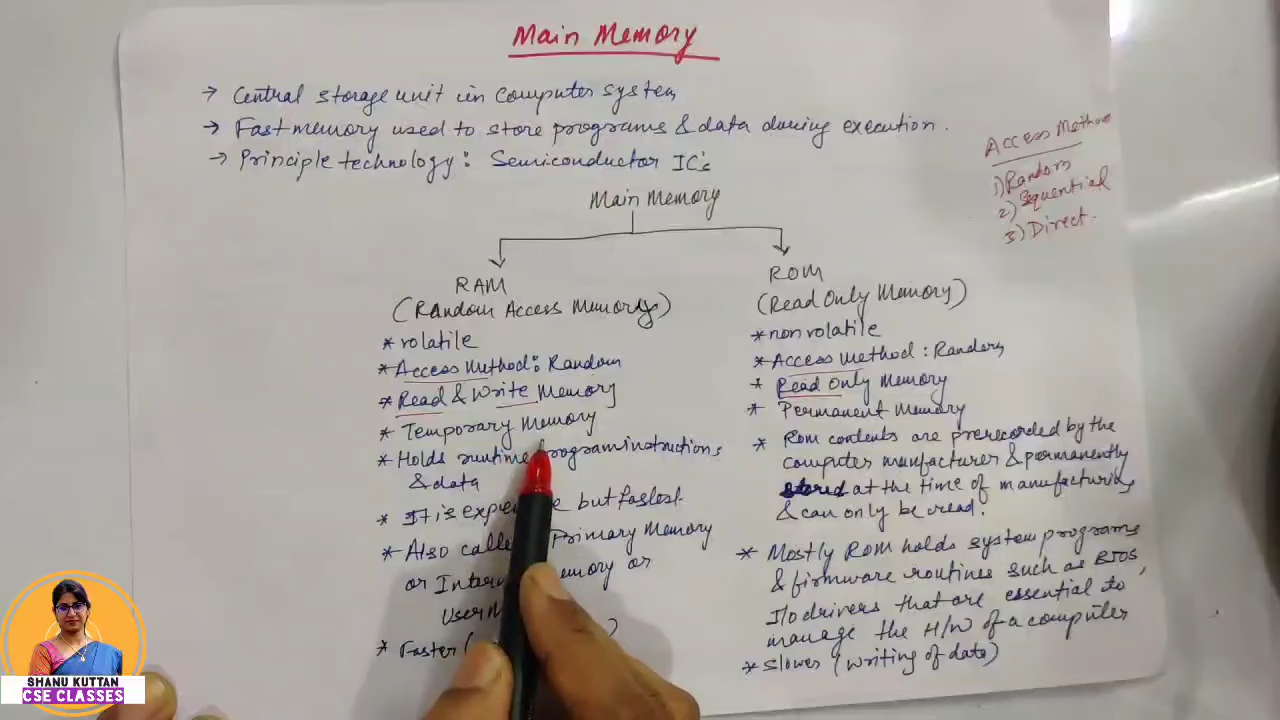 Main Memory
→ Central storage unit in computer system
→ Fast memory used to store programs & data during execution.
→ Principle technology: Semiconductor IC's
Access Method
1) Random
2) Sequential
3) Direct.
Main Memory
RAM
(Random Access Memory)
* volatile
* Access Method: Random
* Read & Write Memory
* Temporary Memory
* Holds runtime program instructions
& data
* It is but fastest
* Also Primary Memory
or or
* Faster (
)
ROM
(Read Only Memory)
* non volatile
* Access Method: Random
* Read Only Memory
* Permanent Memory
* Rom contents are prerecorded by the
computer manufacturer & permanently
stored at the time of manufacturing
& can only be read.
* Mostly ROM holds system programs
& firmware routines such as BIOS,
I/o drivers that are essential to
manage the H/W of a computer
* Slower (writing of data)
SHANU KUTTAN
CSE CLASSES